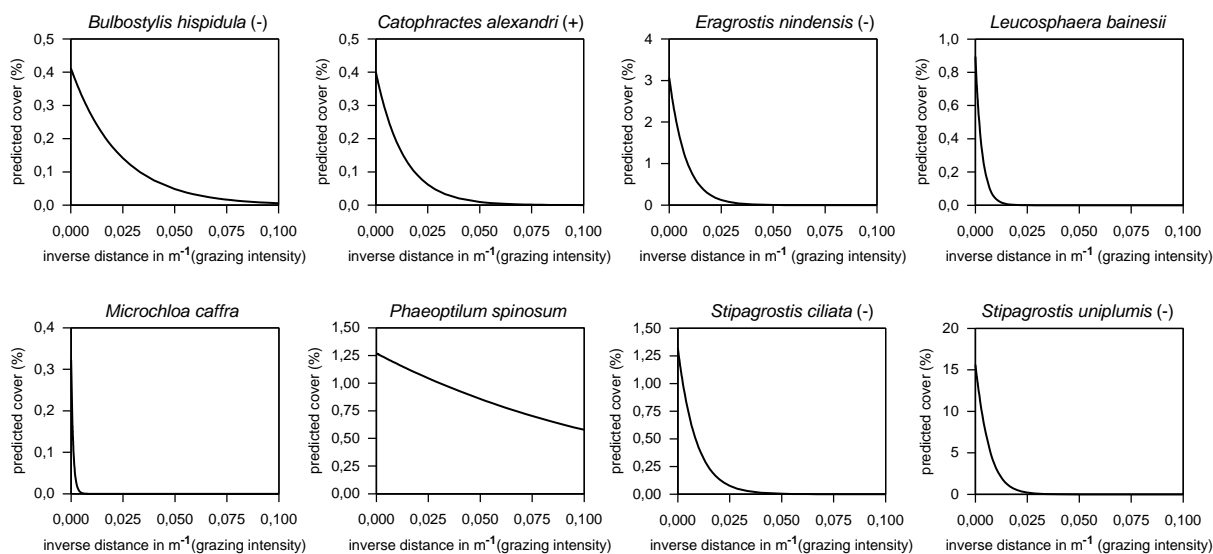 Bulbostylis hispidula (-)
predicted cover (%)
0,5
0,4
0,3
0,2
0,1
0,0
0,000 0,025 0,050 0,075 0,100
inverse distance in m-1(grazing intensity)
Catophractes alexandri (+)
predicted cover (%)
0,5
0,4
0,3
0,2
0,1
0,0
0,000 0,025 0,050 0,075 0,100
inverse distance in m-1(grazing intensity)
Eragrostis nindensis (-)
predicted cover (%)
4
3
2
1
0
0,000 0,025 0,050 0,075 0,100
inverse distance in m-1(grazing intensity)
Leucosphaera bainesii
predicted cover (%)
1,0
0,8
0,6
0,4
0,2
0,0
0,000 0,025 0,050 0,075 0,100
inverse distance in m-1(grazing intensity)
Microchloa caffra
predicted cover (%)
0,4
0,3
0,2
0,1
0,0
0,000 0,025 0,050 0,075 0,100
inverse distance in m-1(grazing intensity)
Phaeoptilum spinosum
predicted cover (%)
1,50
1,25
1,00
0,75
0,50
0,25
0,00
0,000 0,025 0,050 0,075 0,100
inverse distance in m-1(grazing intensity)
Stipagrostis ciliata (-)
predicted cover (%)
1,50
1,25
1,00
0,75
0,50
0,25
0,00
0,000 0,025 0,050 0,075 0,100
inverse distance in m-1(grazing intensity)
Stipagrostis uniplumis (-)
predicted cover (%)
20
15
10
5
0
0,000 0,025 0,050 0,075 0,100
inverse distance in m-1(grazing intensity)